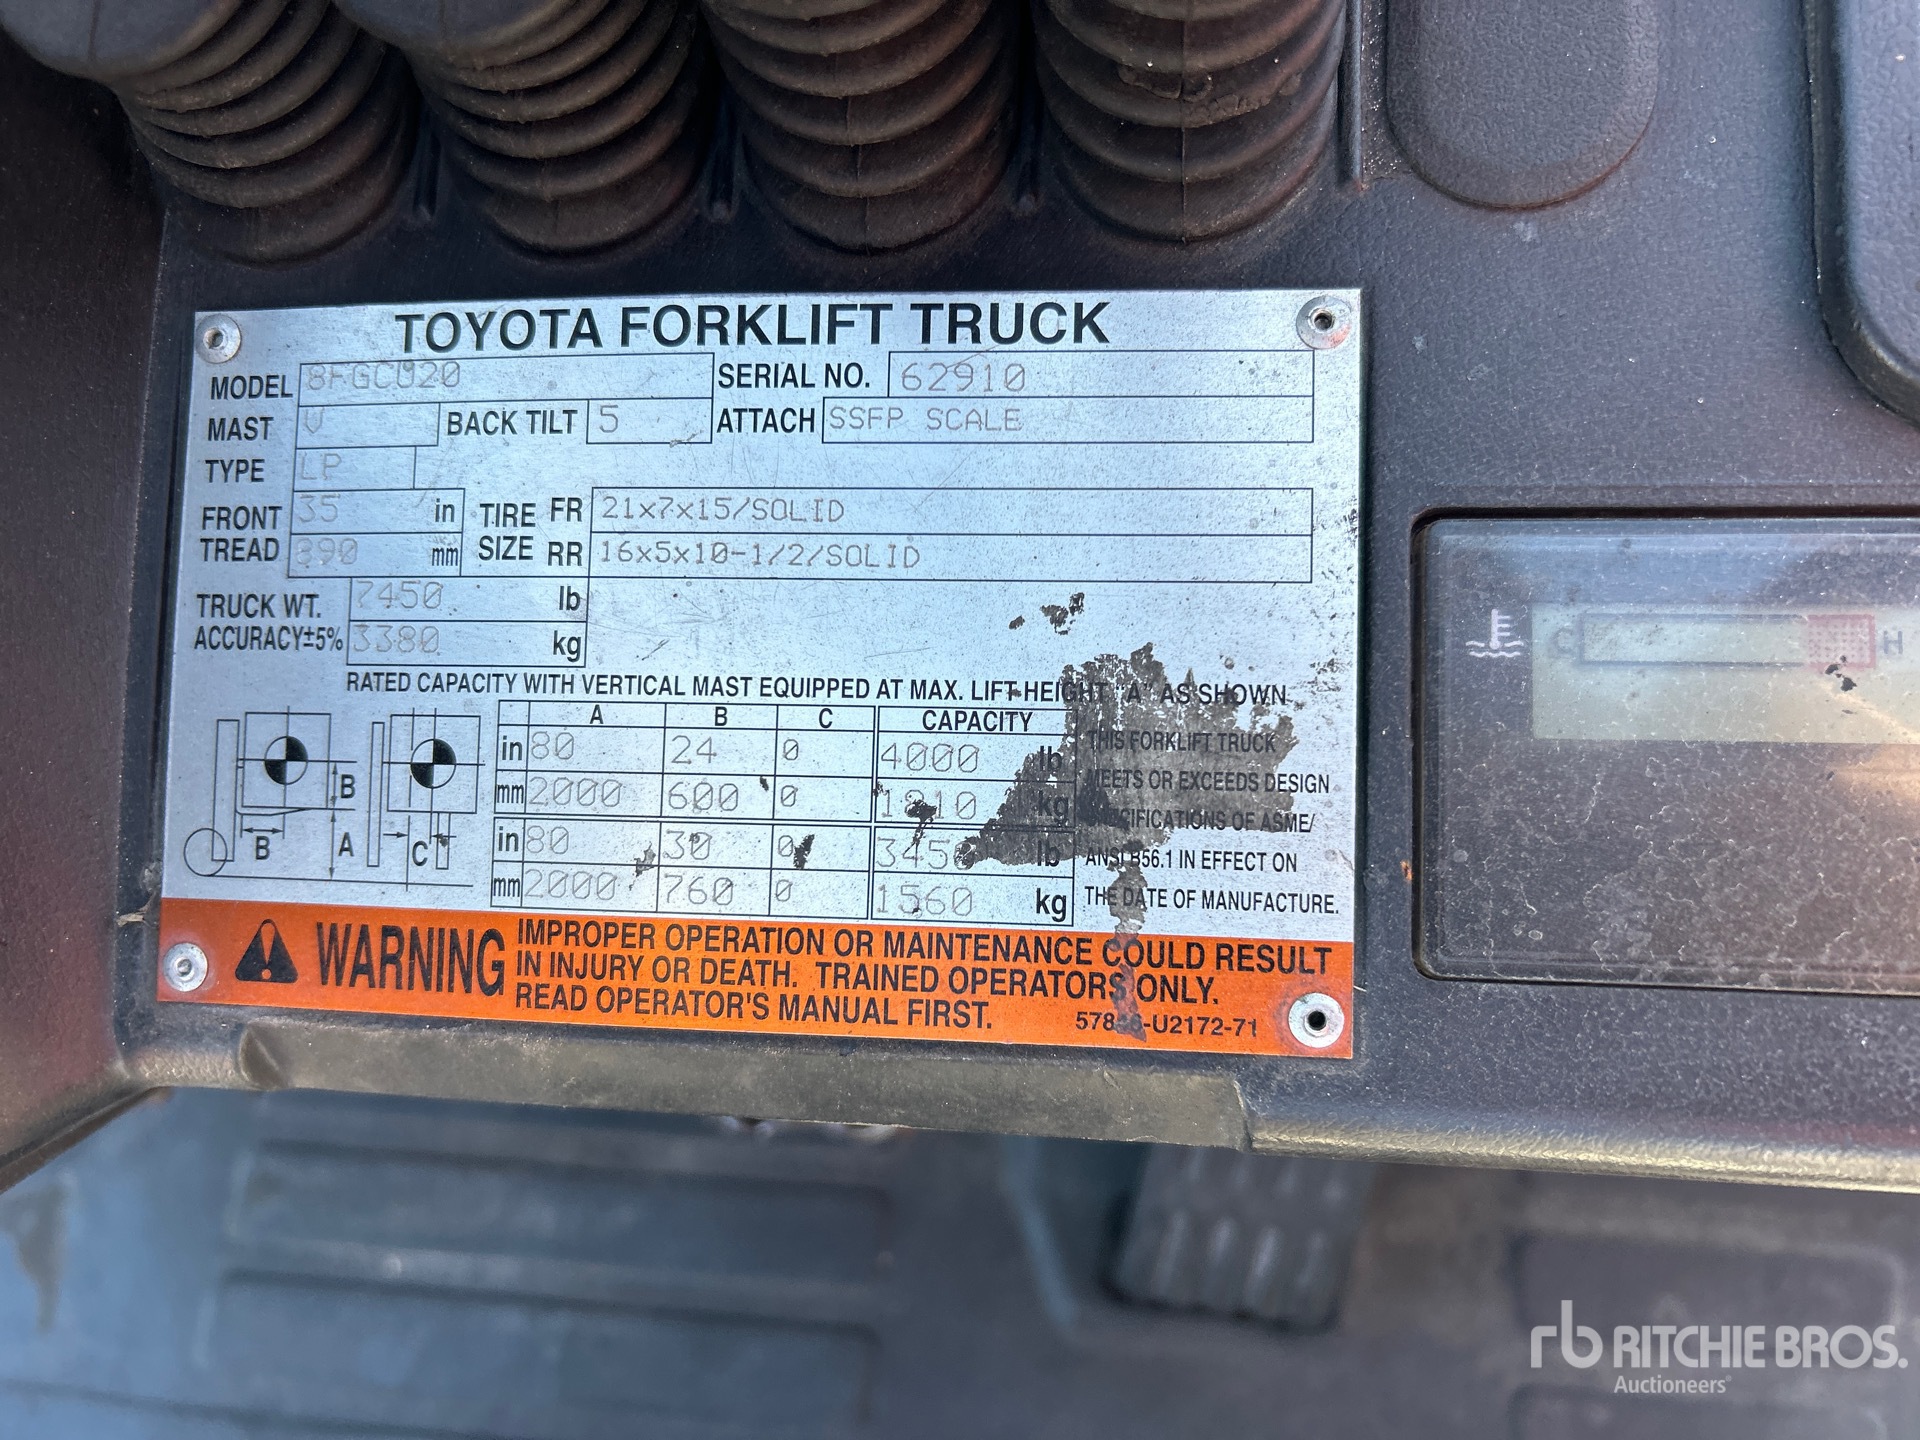 TOYOTA FORKLIFT TRUCK
MODEL 8FGCU20 SERIAL NO. 62910
MAST V BACK TILT 5 ATTACH SSFP SCALE
TYPE LP
FRONT TREAD 35 in TIRE SIZE FR 21x7x15/SOLID
890 mm RR 16x5x10-1/2/SOLID
TRUCK WT. 7450 lb
ACCURACY±5% 3380 kg
RATED CAPACITY WITH VERTICAL MAST EQUIPPED AT MAX. LIFT HEIGHT "A" AS SHOWN
A B C CAPACITY
in 80 24 0 4000 lb
mm 2000 600 0 1810 kg
in 80 30 0 3450 lb
mm 2000 760 0 1560 kg
B
B A C
THIS FORKLIFT TRUCK
MEETS OR EXCEEDS DESIGN
SPECIFICATIONS OF ASME/
ANSI B56.1 IN EFFECT ON
THE DATE OF MANUFACTURE.
WARNING
IMPROPER OPERATION OR MAINTENANCE COULD RESULT
IN INJURY OR DEATH. TRAINED OPERATORS ONLY.
READ OPERATOR'S MANUAL FIRST.
-U2172-71
C H
rb RITCHIE BROS.
Auctioneers